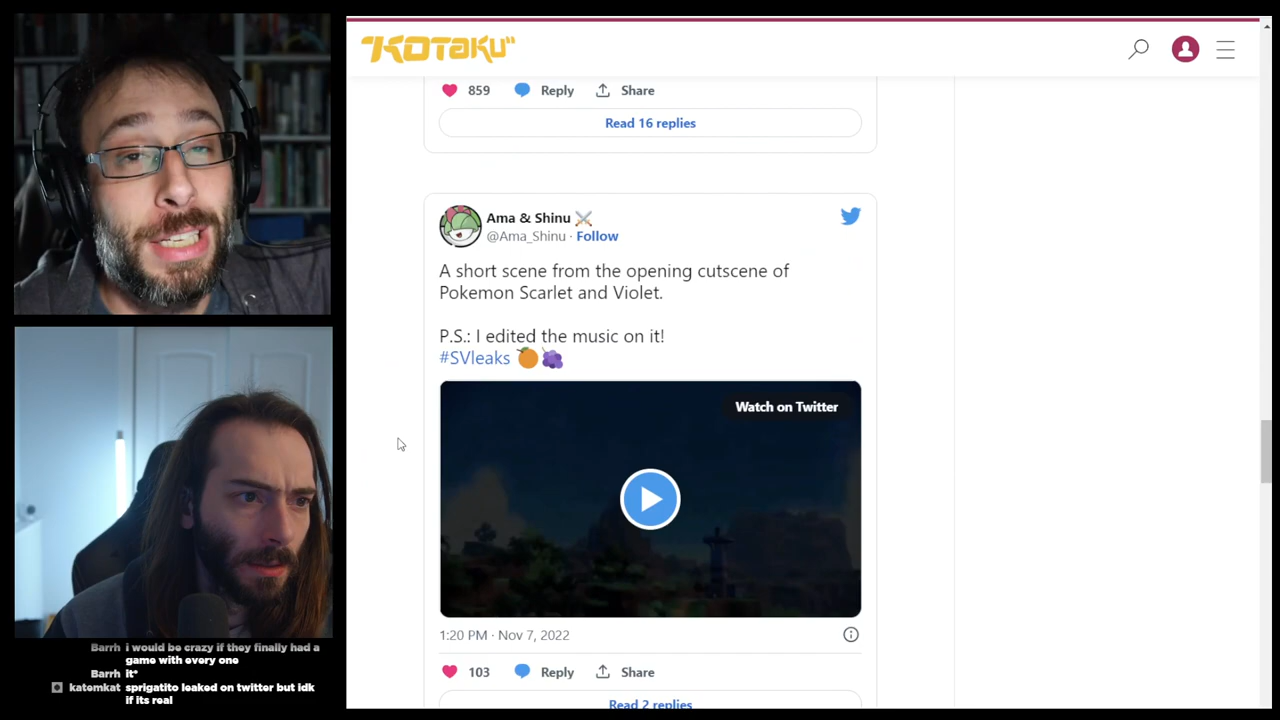 "KOTaKU"
859 Reply Share
Read 16 replies
Ama & Shinu ⚔️
@Ama_Shinu · Follow
A short scene from the opening cutscene of
Pokemon Scarlet and Violet.
P.S.: I edited the music on it!
#SVleaks 🍊🍇
Watch on Twitter
1:20 PM · Nov 7, 2022
103 Reply Share
Read 2 replies
Barrh i would be crazy if they finally had a
game with every one
Barrh it*
katemkat sprigatito leaked on twitter but idk
if its real